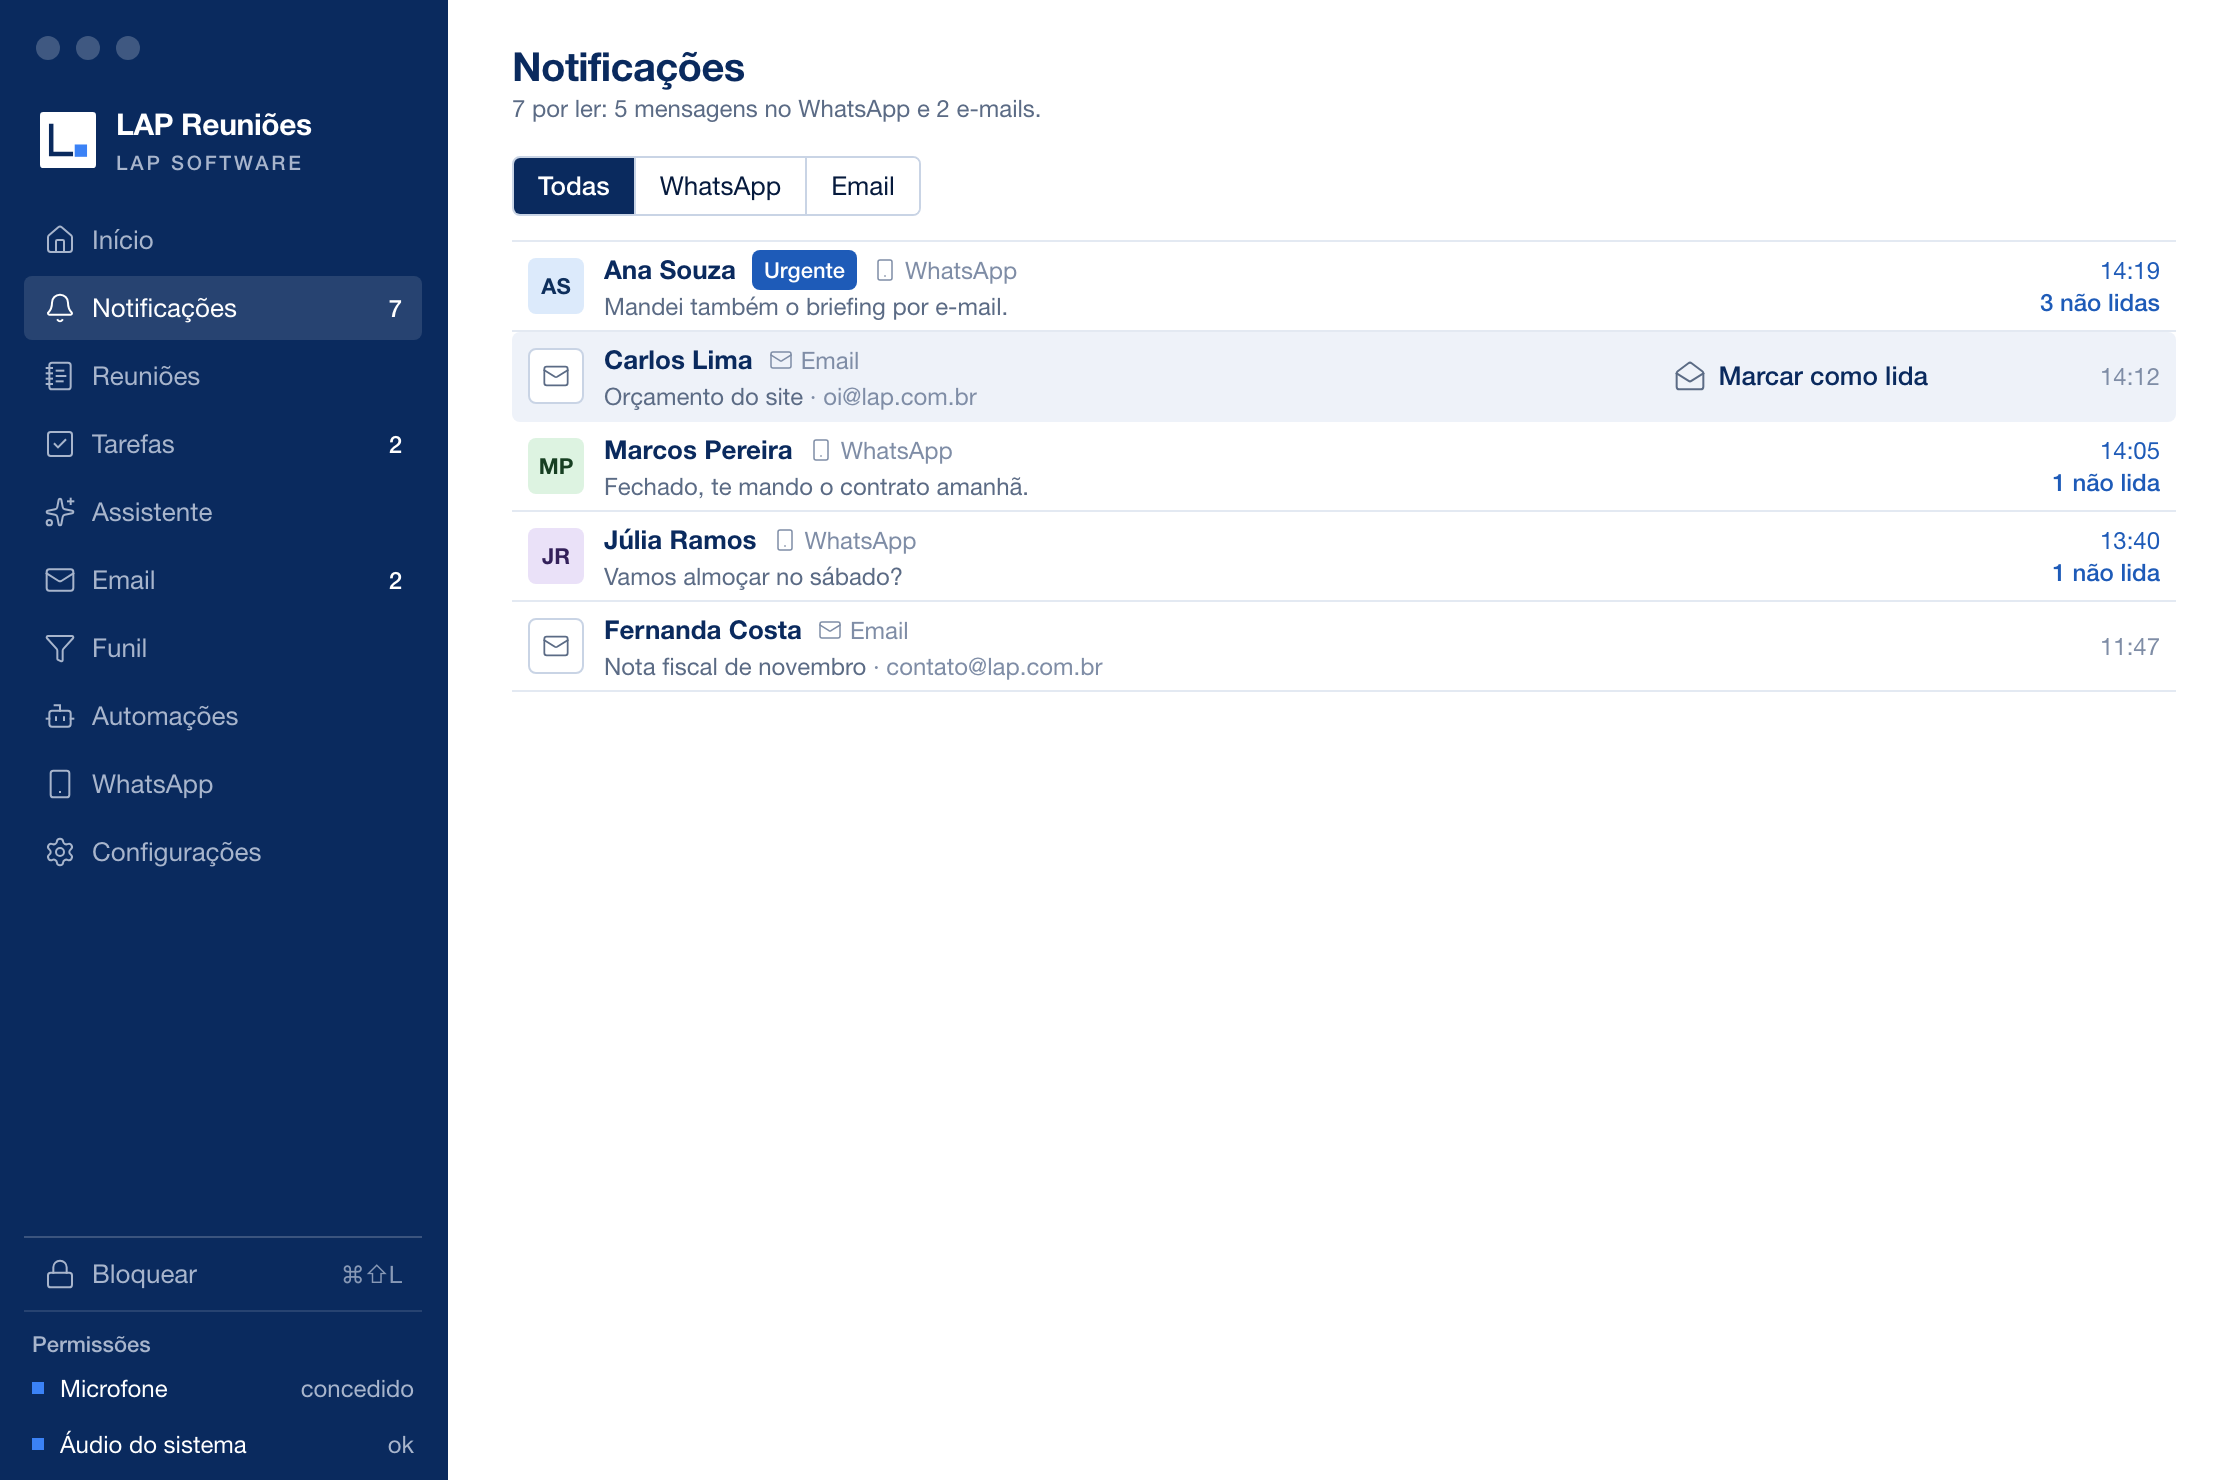 LAP Reuniões
LAP SOFTWARE
Início
Notificações 7
Reuniões
Tarefas 2
Assistente
Email 2
Funil
Automações
WhatsApp
Configurações
Bloquear ⌘⇧L
Permissões
Microfone concedido
Áudio do sistema ok
Notificações
7 por ler: 5 mensagens no WhatsApp e 2 e-mails.
Todas WhatsApp Email
AS Ana Souza Urgente WhatsApp 14:19
Mandei também o briefing por e-mail. 3 não lidas
Carlos Lima Email Marcar como lida 14:12
Orçamento do site · oi@lap.com.br
MP Marcos Pereira WhatsApp 14:05
Fechado, te mando o contrato amanhã. 1 não lida
JR Júlia Ramos WhatsApp 13:40
Vamos almoçar no sábado? 1 não lida
Fernanda Costa Email 11:47
Nota fiscal de novembro · contato@lap.com.br